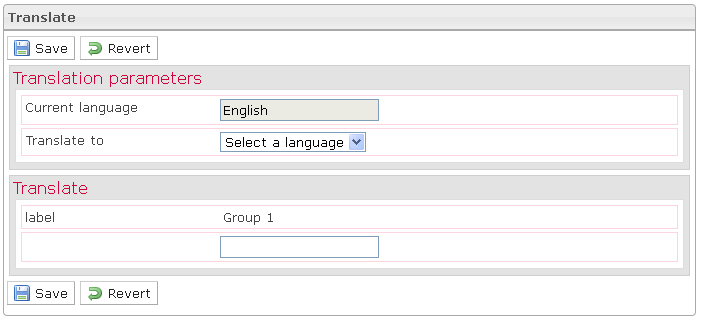 Translate
Save Revert
Translation parameters
Current language English
Translate to Select a language
Translate
label Group 1
Save Revert